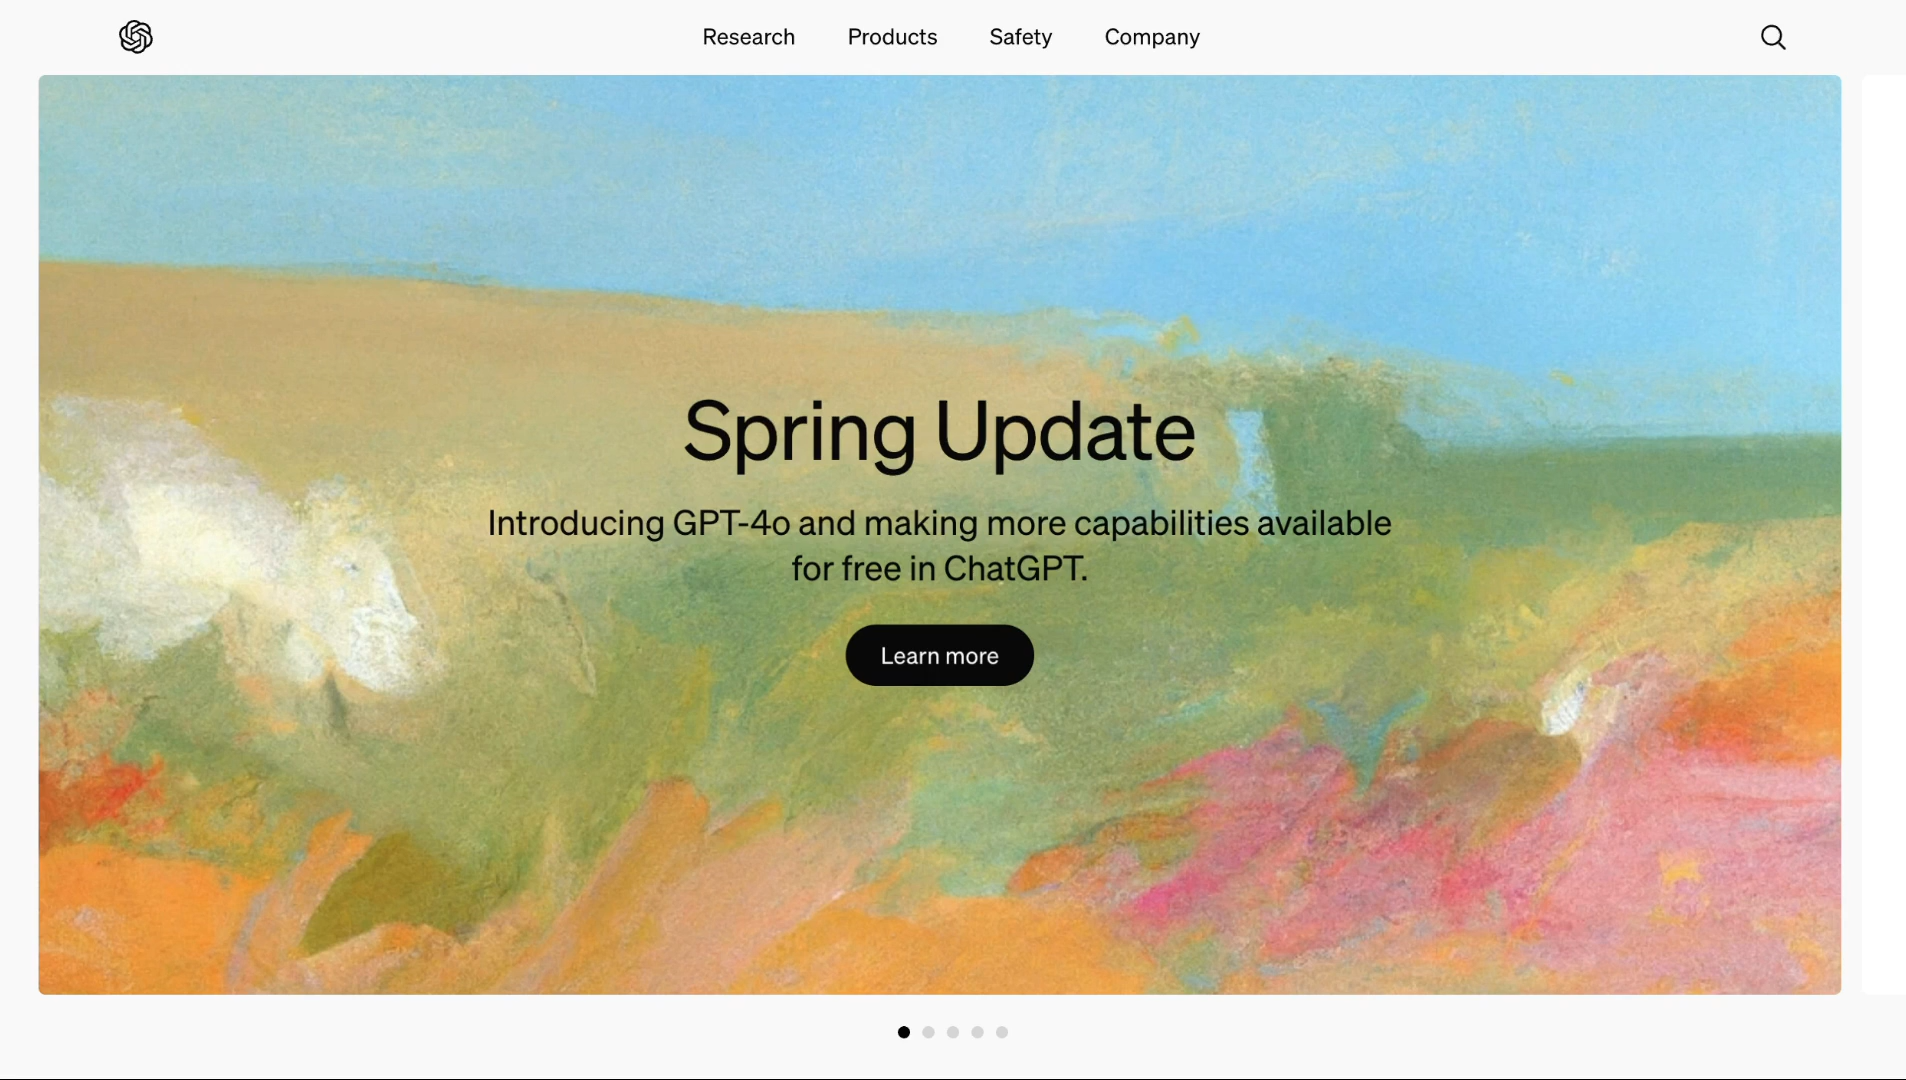 Research
Products
Safety
Company
Spring Update
Introducing GPT-4o and making more capabilities available
for free in ChatGPT.
Learn more